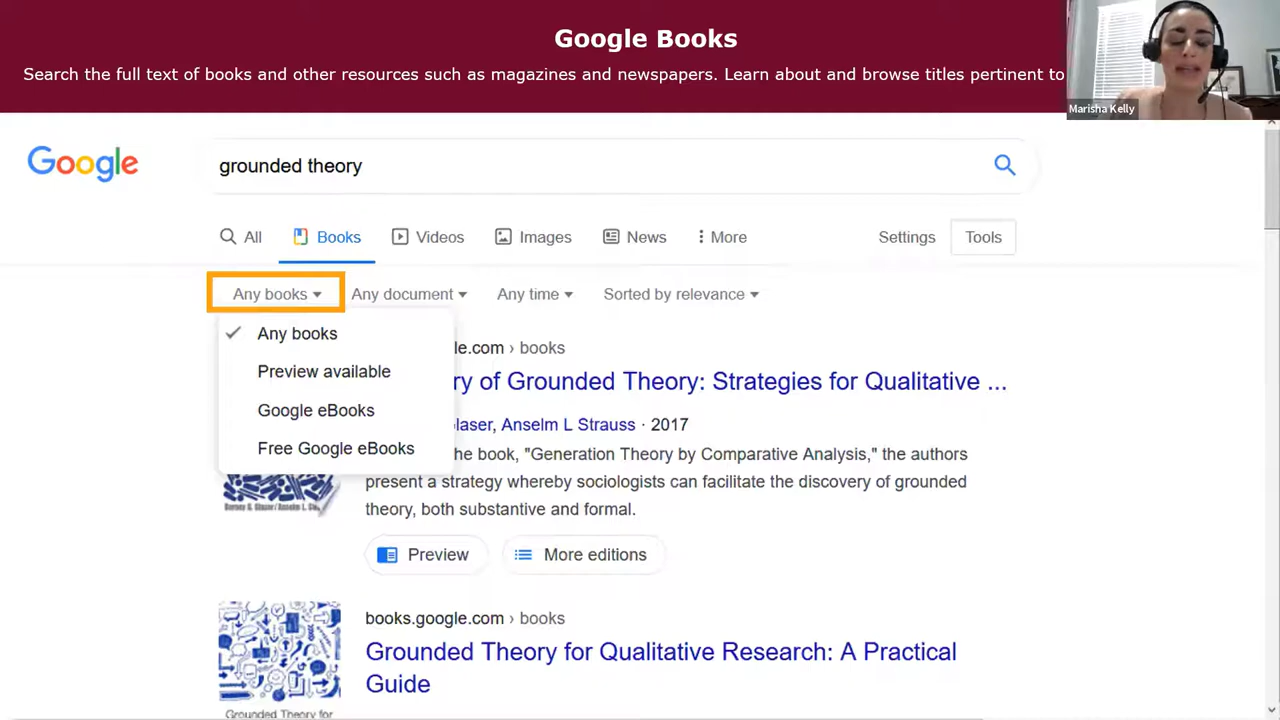 Google Books
Search the full text of books and other resources such as magazines and newspapers. Learn about and browse titles pertinent to
Marisha Kelly
Google
grounded theory
All
Books
Videos
Images
News
More
Settings
Tools
Any books
Any document
Any time
Sorted by relevance
Any books
Preview available
Google eBooks
Free Google eBooks
le.com › books
ry of Grounded Theory: Strategies for Qualitative ...
laser, Anselm L Strauss · 2017
the book, "Generation Theory by Comparative Analysis," the authors
present a strategy whereby sociologists can facilitate the discovery of grounded
theory, both substantive and formal.
Preview
More editions
books.google.com › books
Grounded Theory for Qualitative Research: A Practical
Guide
Grounded Theory for